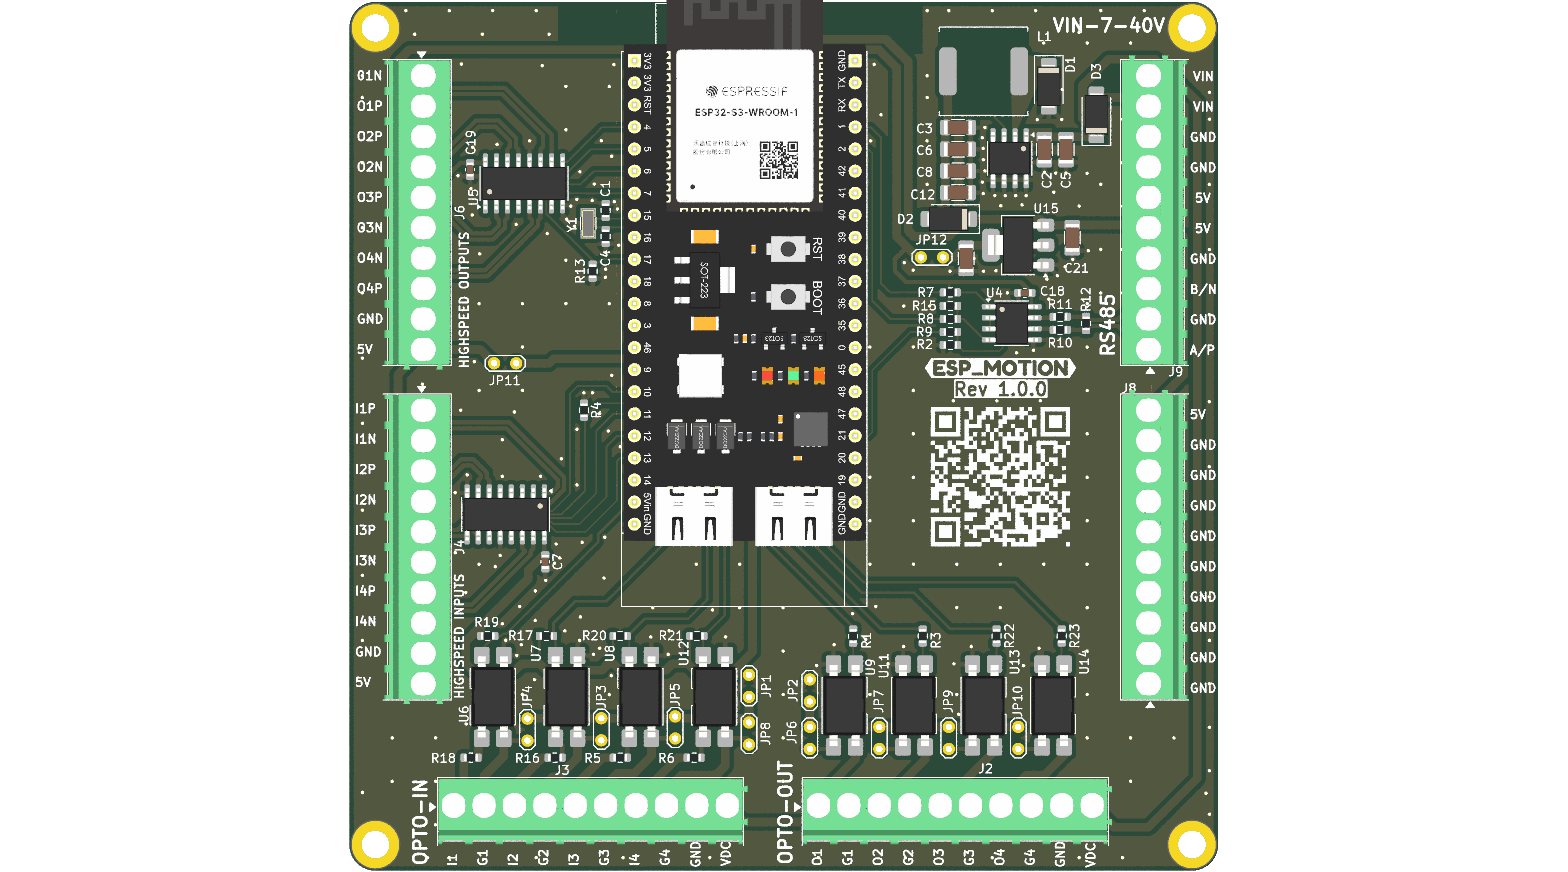 VIN-7-40V
L1
D1
D3
01N
O1P
O2P
O2N
O3P
O3N
O4N
O4P
GND
5V
J6
HIGHSPEED OUTPUTS
C19
U5
Y1
C1
C4
R13
JP11
R4
I1P
I1N
I2P
I2N
I3P
I3N
I4P
I4N
GND
5V
J4
HIGHSPEED INPUTS
C7
ESPRESSIF
ESP32-S3-WROOM-1
3V3
3V3
RST
4
5
6
7
15
16
17
18
8
3
46
9
10
11
12
13
14
5Vin
GND
GND
TX
RX
1
2
42
41
40
39
38
37
36
35
0
45
48
47
21
20
19
GND
GND
RST
BOOT
SOT-223
SOT23
SOT23
C3
C6
C8
C12
C2
C5
D2
U15
JP12
C21
R7
R15
R8
R9
R2
U4
C18
R11
R10
R12
RS485
VIN
VIN
GND
GND
5V
5V
GND
B/N
GND
A/P
J9
ESP_MOTION
Rev 1.0.0
J8
5V
GND
GND
GND
GND
GND
GND
GND
GND
GND
R19
R17
R20
R21
U6
U7
U8
U12
JP4
JP3
JP5
JP1
JP8
R18
R16
R5
R6
J3
R1
R3
R22
R23
U9
U11
U13
U14
JP2
JP6
JP7
JP9
JP10
J2
OPTO-IN
I1
G1
I2
G2
I3
G3
I4
G4
GND
VDC
OPTO-OUT
O1
G1
O2
G2
O3
G3
O4
G4
GND
VDC